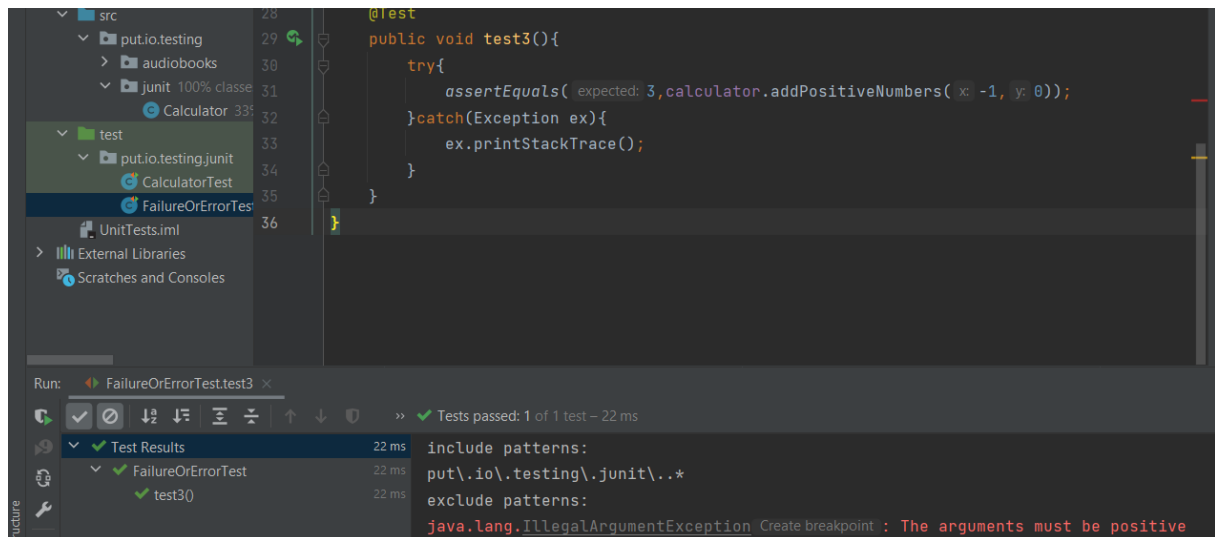 src
put.io.testing
audiobooks
junit 100% classe
Calculator 33%
test
put.io.testing.junit
CalculatorTest
FailureOrErrorTes
UnitTests.iml
External Libraries
Scratches and Consoles
28 @Test
29 public void test3(){
30 try{
31 assertEquals( expected: 3,calculator.addPositiveNumbers( x: -1, y: 0));
32 }catch(Exception ex){
33 ex.printStackTrace();
34 }
35 }
36 }
Run: FailureOrErrorTest.test3 ×
» Tests passed: 1 of 1 test – 22 ms
Test Results 22 ms
FailureOrErrorTest 22 ms
test3() 22 ms
include patterns:
put\.io\.testing\.junit\..*
exclude patterns:
java.lang.IllegalArgumentException Create breakpoint : The arguments must be positive
ucture